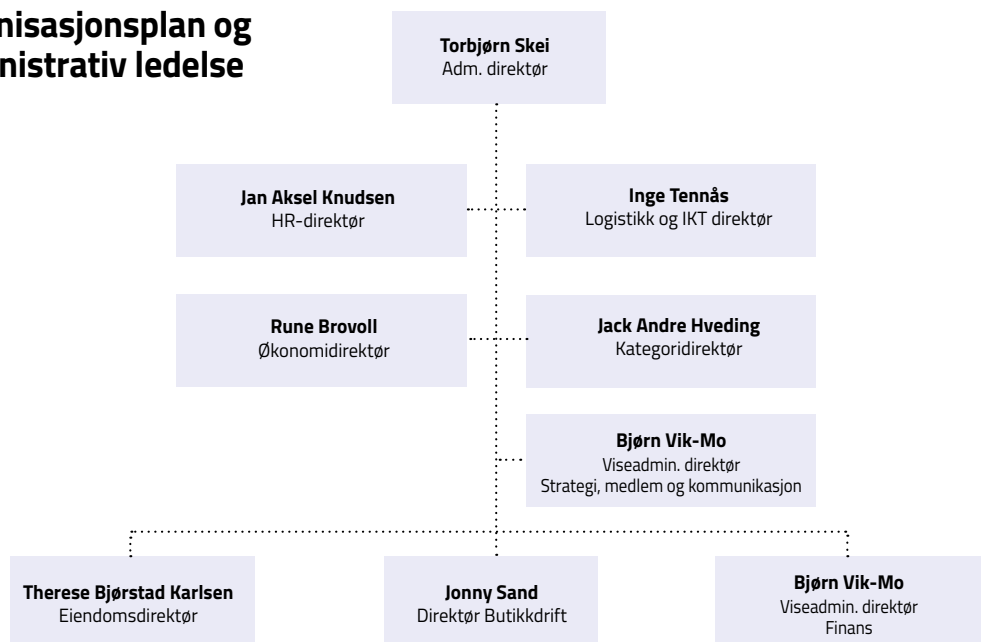 nisasjonsplan og
nistrativ ledelse
Torbjørn Skei
Adm. direktør
Jan Aksel Knudsen
HR-direktør
Inge Tennås
Logistikk og IKT direktør
Rune Brovoll
Økonomidirektør
Jack Andre Hveding
Kategoridirektør
Bjørn Vik-Mo
Viseadmin. direktør
Strategi, medlem og kommunikasjon
Therese Bjørstad Karlsen
Eiendomsdirektør
Jonny Sand
Direktør Butikkdrift
Bjørn Vik-Mo
Viseadmin. direktør
Finans